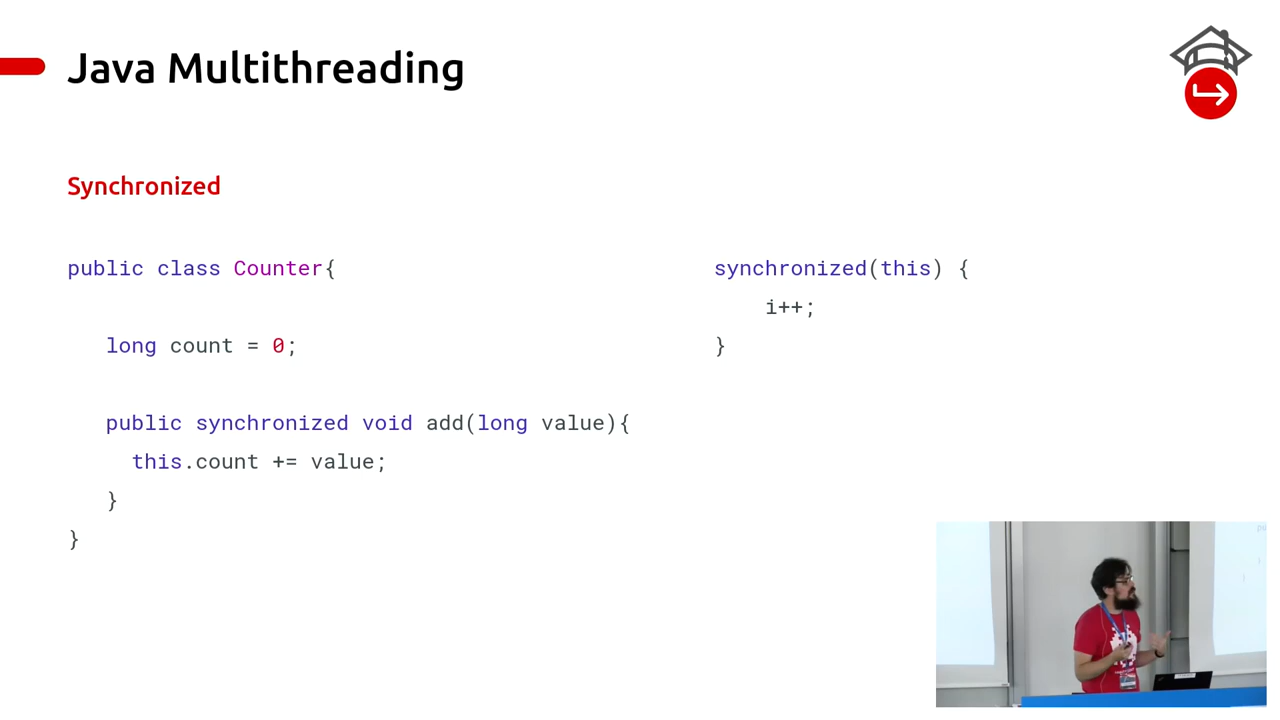 Java Multithreading
Synchronized
public class Counter{
long count = 0;
public synchronized void add(long value){
this.count += value;
}
}
synchronized(this) {
i++;
}